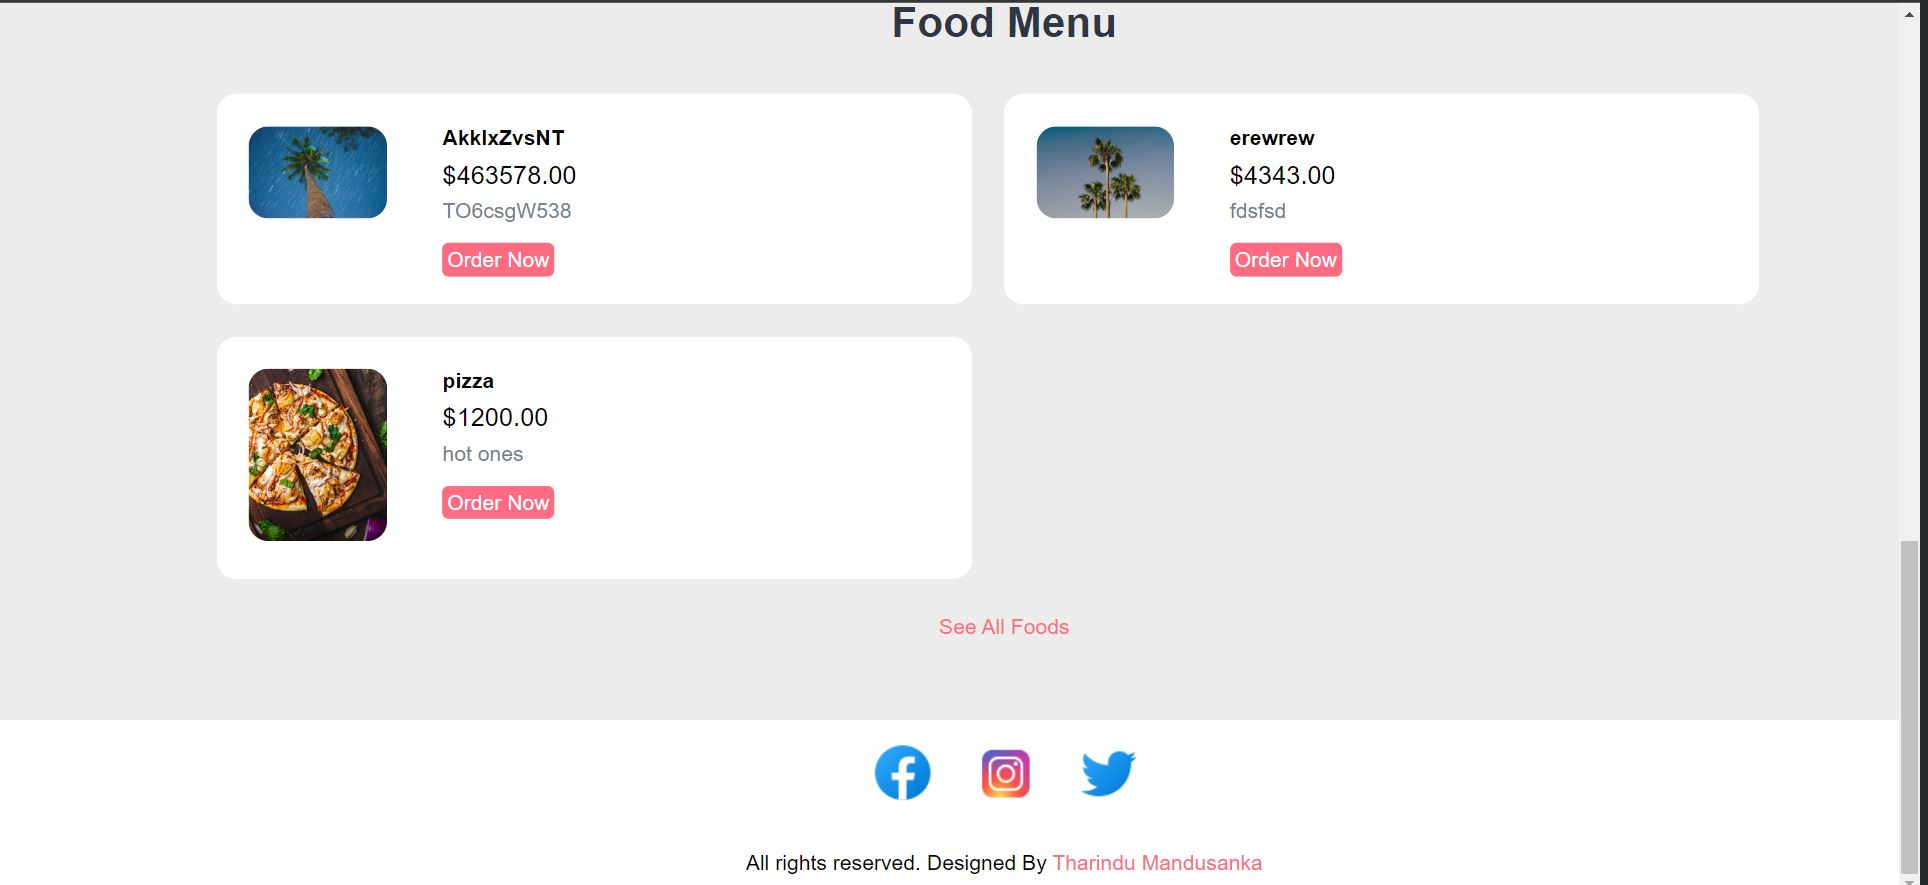 Food Menu
AkklxZvsNT
$463578.00
TO6csgW538
Order Now
erewrew
$4343.00
fdsfsd
Order Now
pizza
$1200.00
hot ones
Order Now
See All Foods
All rights reserved. Designed By Tharindu Mandusanka